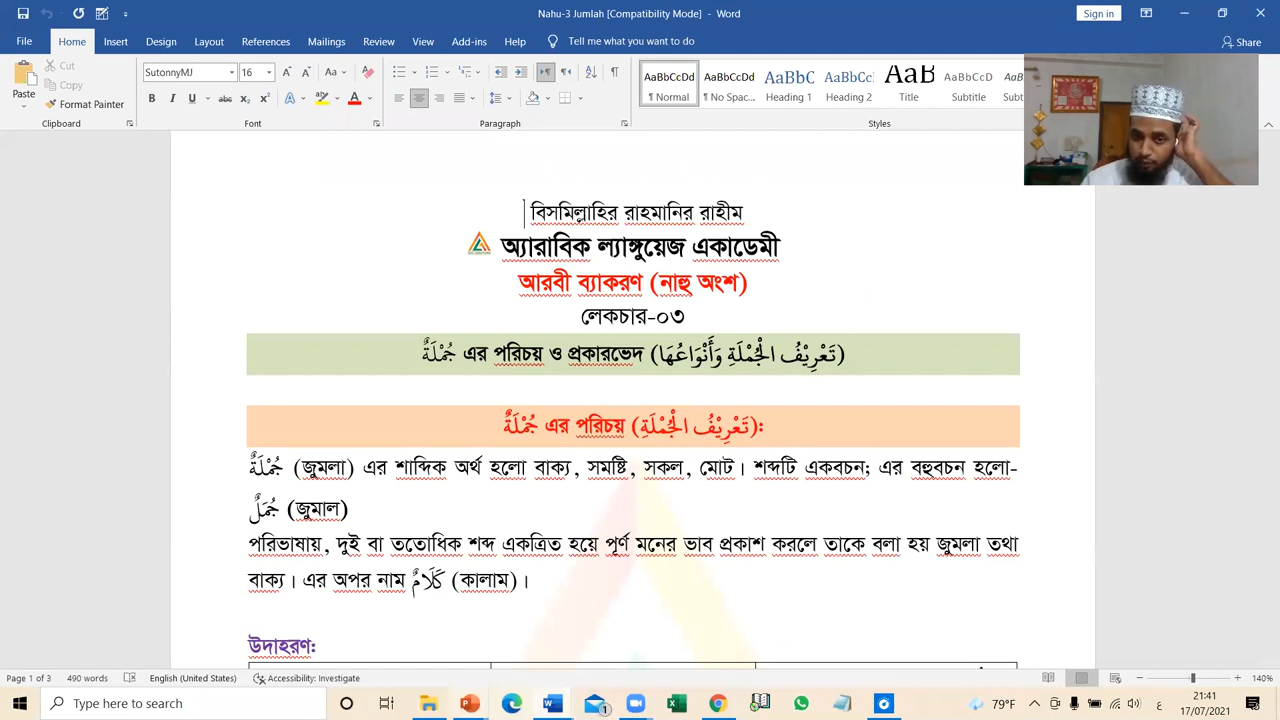 Nahu-3 Jumlah [Compatibility Mode] - Word
Sign in
File Home Insert Design Layout References Mailings Review View Add-ins Help Tell me what you want to do
Share
Cut
Copy
Format Painter
Paste
SutonnyMJ 16
AaBbCcDd AaBbCcDd AaBbC AaBbCc AaB AaBbCcD
¶ Normal ¶ No Spac... Heading 1 Heading 2 Title Subtitle
Clipboard Font Paragraph Styles
বিসমিল্লাহির রাহমানির রাহীম
অ্যারাবিক ল্যাঙ্গুয়েজ একাডেমী
আরবী ব্যাকরণ (নাহু অংশ)
লেকচার-০৩
جُمْلَةٌ এর পরিচয় ও প্রকারভেদ (تَعْرِيْفُ الْجُمْلَةِ وَأَنْوَاعُهَا)
جُمْلَةٌ এর পরিচয় (تَعْرِيْفُ الْجُمْلَةِ):
جُمْلَةٌ (জুমলা) এর শাব্দিক অর্থ হলো বাক্য, সমষ্টি, সকল, মোট। শব্দটি একবচন; এর বহুবচন হলো-
جُمَلٌ (জুমাল)
পরিভাষায়, দুই বা ততোধিক শব্দ একত্রিত হয়ে পূর্ণ মনের ভাব প্রকাশ করলে তাকে বলা হয় জুমলা তথা
বাক্য। এর অপর নাম كَلَامٌ (কালাম)।
উদাহরণ:
Page 1 of 3 490 words English (United States) Accessibility: Investigate 140%
Type here to search
79°F
21:41
17/07/2021